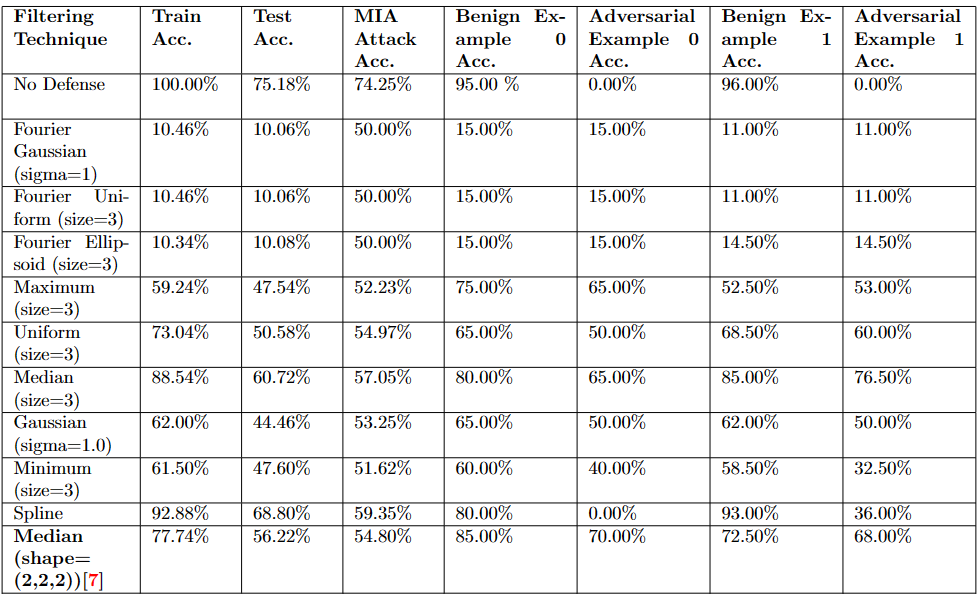 Filtering Technique | Train Acc. | Test Acc. | MIA Attack Acc. | Benign Ex-ample 0 Acc. | Adversarial Example 0 Acc. | Benign Ex-ample 1 Acc. | Adversarial Example 1 Acc.
No Defense | 100.00% | 75.18% | 74.25% | 95.00 % | 0.00% | 96.00% | 0.00%
Fourier Gaussian (sigma=1) | 10.46% | 10.06% | 50.00% | 15.00% | 15.00% | 11.00% | 11.00%
Fourier Uni-form (size=3) | 10.46% | 10.06% | 50.00% | 15.00% | 15.00% | 11.00% | 11.00%
Fourier Ellip-soid (size=3) | 10.34% | 10.08% | 50.00% | 15.00% | 15.00% | 14.50% | 14.50%
Maximum (size=3) | 59.24% | 47.54% | 52.23% | 75.00% | 65.00% | 52.50% | 53.00%
Uniform (size=3) | 73.04% | 50.58% | 54.97% | 65.00% | 50.00% | 68.50% | 60.00%
Median (size=3) | 88.54% | 60.72% | 57.05% | 80.00% | 65.00% | 85.00% | 76.50%
Gaussian (sigma=1.0) | 62.00% | 44.46% | 53.25% | 65.00% | 50.00% | 62.00% | 50.00%
Minimum (size=3) | 61.50% | 47.60% | 51.62% | 60.00% | 40.00% | 58.50% | 32.50%
Spline | 92.88% | 68.80% | 59.35% | 80.00% | 0.00% | 93.00% | 36.00%
Median (shape= (2,2,2))[7] | 77.74% | 56.22% | 54.80% | 85.00% | 70.00% | 72.50% | 68.00%